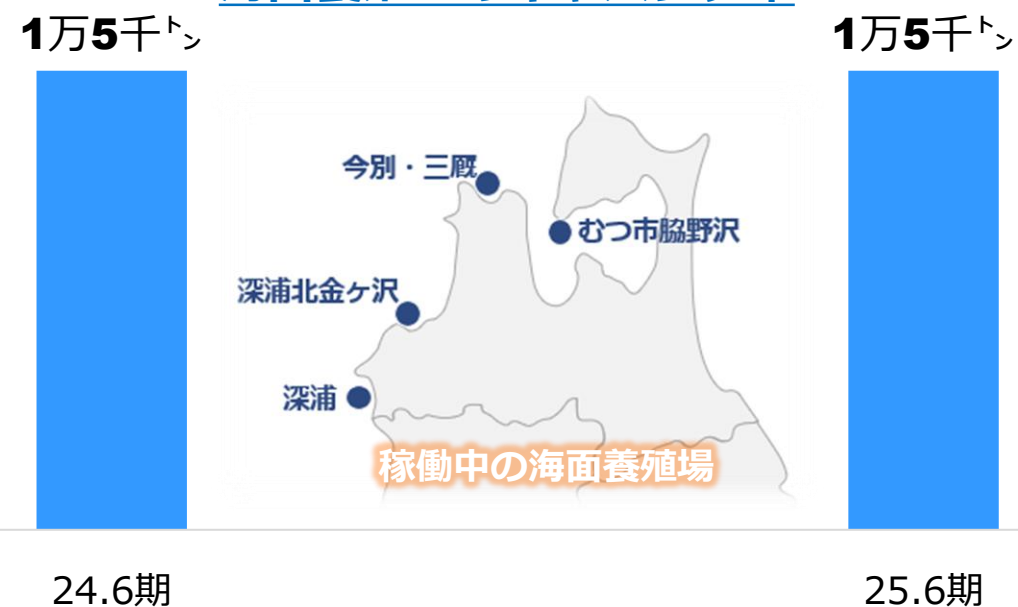 1万5千㌧
1万5千㌧
今別・三厩
むつ市脇野沢
深浦北金ヶ沢
深浦
稼働中の海面養殖場
24.6期
25.6期